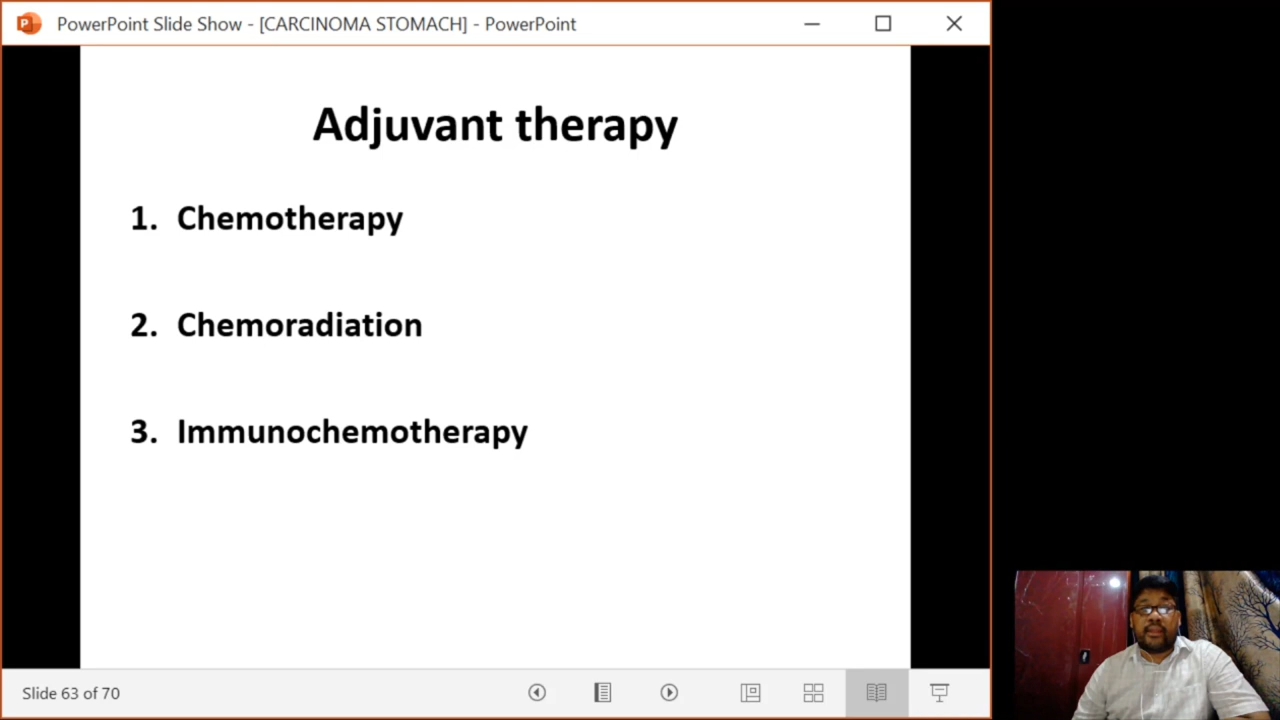 PowerPoint Slide Show - [CARCINOMA STOMACH] - PowerPoint
Adjuvant therapy
1. Chemotherapy
2. Chemoradiation
3. Immunochemotherapy
Slide 63 of 70